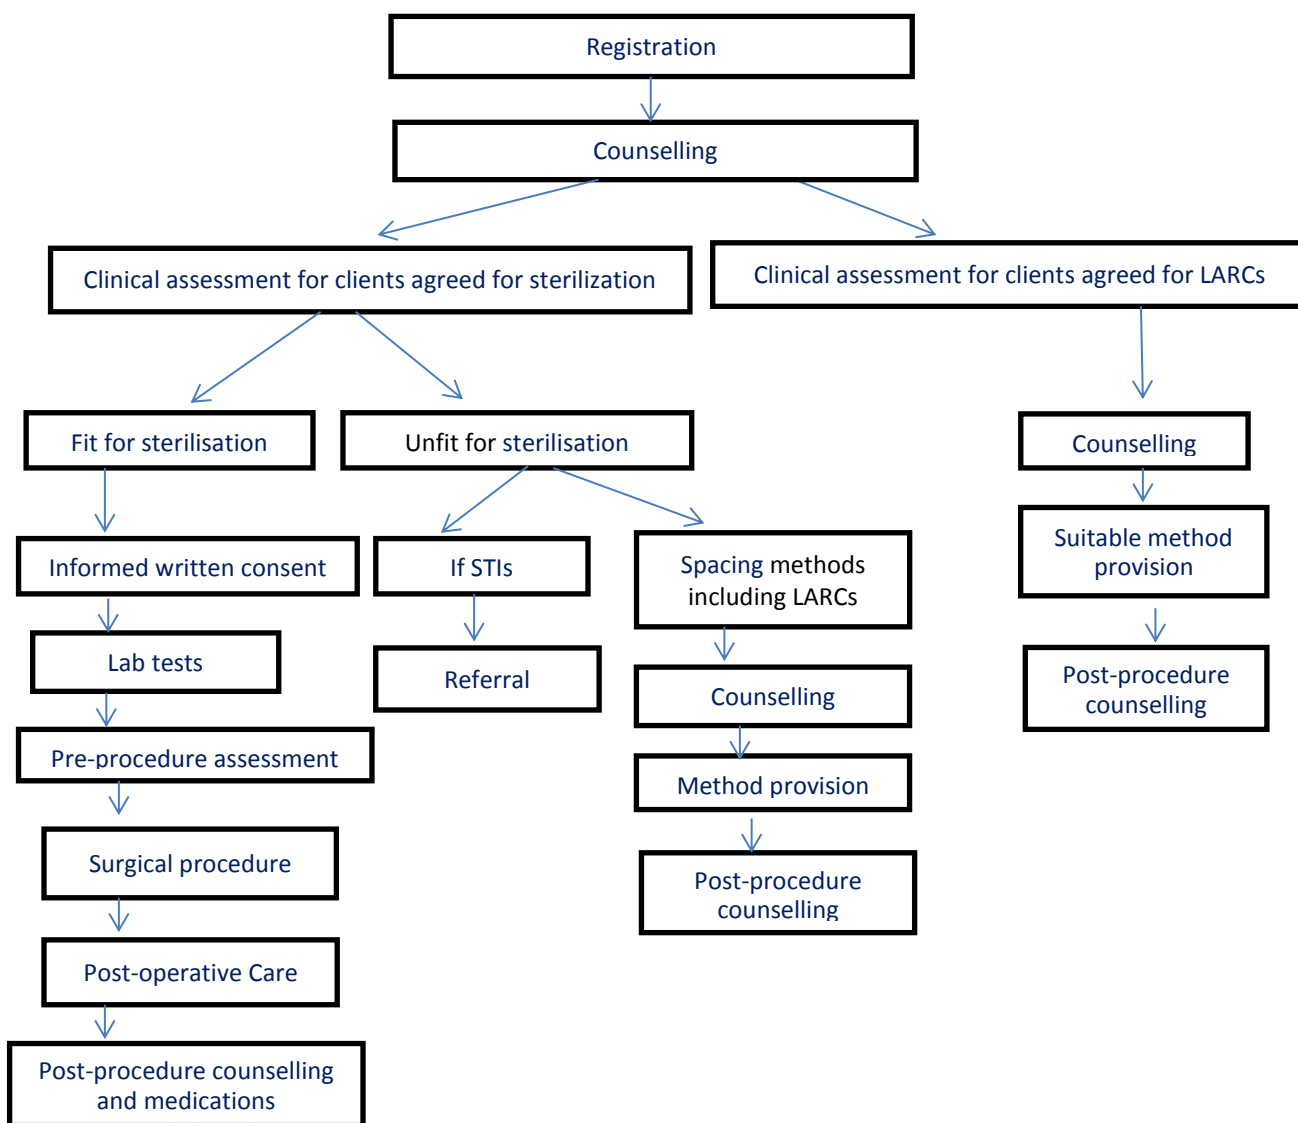 Registration
Counselling
Clinical assessment for clients agreed for sterilization
Clinical assessment for clients agreed for LARCs
Fit for sterilisation
Unfit for sterilisation
Counselling
Informed written consent
If STIs
Spacing methods
including LARCs
Suitable method
provision
Lab tests
Referral
Counselling
Post-procedure
counselling
Pre-procedure assessment
Method provision
Surgical procedure
Post-procedure
counselling
Post-operative Care
Post-procedure counselling
and medications